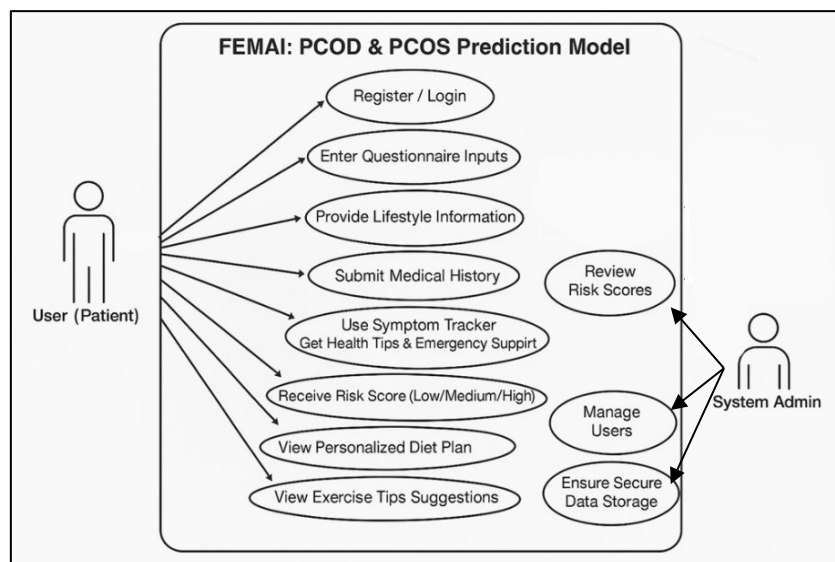 FEMAI: PCOD & PCOS Prediction Model
Register / Login
Enter Questionnaire Inputs
Provide Lifestyle Information
Submit Medical History
Use Symptom Tracker
Get Health Tips & Emergency Suppirt
Receive Risk Score (Low/Medium/High)
View Personalized Diet Plan
View Exercise Tips Suggestions
User (Patient)
Review
Risk Scores
Manage
Users
Ensure Secure
Data Storage
System Admin